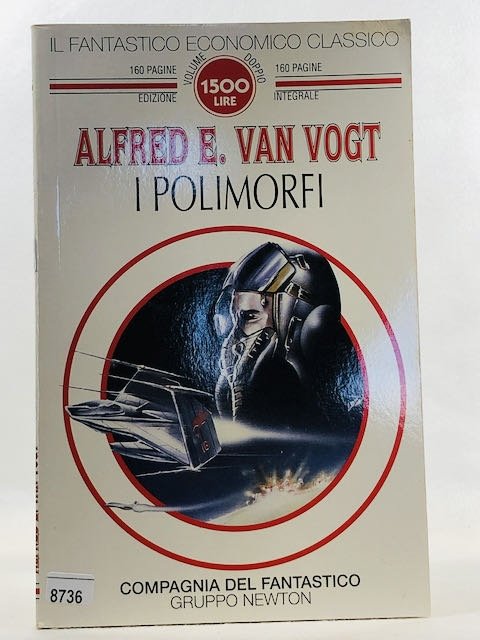 IL FANTASTICO ECONOMICO CLASSICO
160 PAGINE
VOLUME DOPPIO
160 PAGINE
1500
LIRE
EDIZIONE
INTEGRALE
ALFRED E. VAN VOGT
I POLIMORFI
COMPAGNIA DEL FANTASTICO
GRUPPO NEWTON
8736